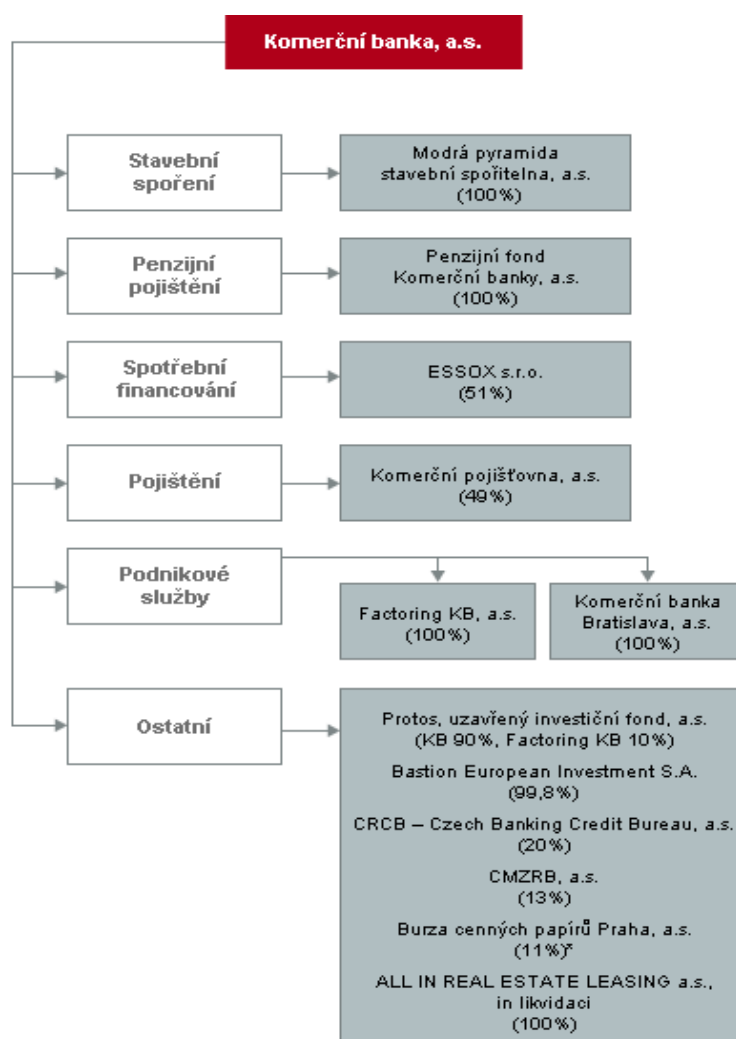 Komerční banka, a.s.
Stavební
spoření
Modrá pyramida
stavební spořitelna, a.s.
(100%)
Penzijní
pojištění
Penzijní fond
Komerční banky, a.s.
(100%)
Spotřební
financování
ESSOX s.r.o.
(51%)
Pojištění
Komerční pojišťovna, a.s.
(49%)
Podnikové
služby
Factoring KB, a.s.
(100%)
Komerční banka
Bratislava, a.s.
(100%)
Ostatní
Protos, uzavřený investiční fond, a.s.
(KB 90%, Factoring KB 10%)
Bastion European Investment S.A.
(99,8%)
CRCB – Czech Banking Credit Bureau, a.s.
(20%)
CMZRB, a.s.
(13%)
Burza cenných papírů Praha, a.s.
(11%)*
ALL IN REAL ESTATE LEASING a.s.,
in likvidaci
(100%)